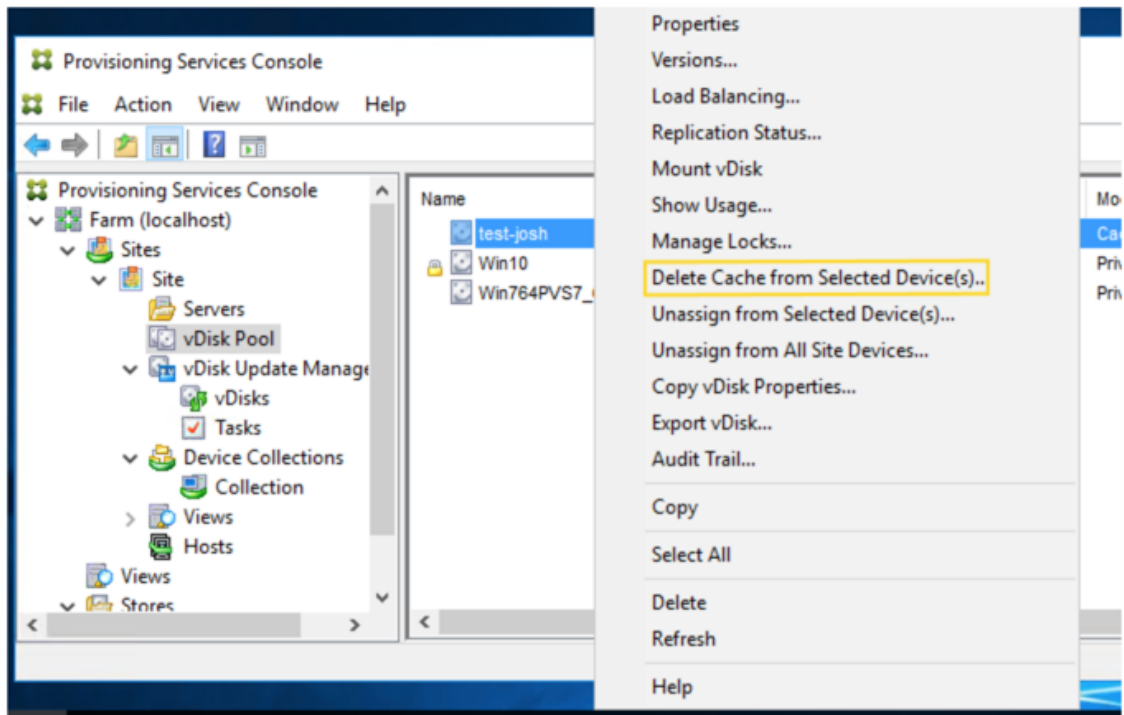 Provisioning Services Console
File Action View Window Help
Provisioning Services Console
Farm (localhost)
Sites
Site
Servers
vDisk Pool
vDisk Update Manage
vDisks
Tasks
Device Collections
Collection
Views
Hosts
Views
Stores
Name
test-josh
Win10
Win764PVS7_
Properties
Versions...
Load Balancing...
Replication Status...
Mount vDisk
Show Usage...
Manage Locks...
Delete Cache from Selected Device(s)..
Unassign from Selected Device(s)...
Unassign from All Site Devices...
Copy vDisk Properties...
Export vDisk...
Audit Trail...
Copy
Select All
Delete
Refresh
Help
Mo
Ca
Priv
Priv